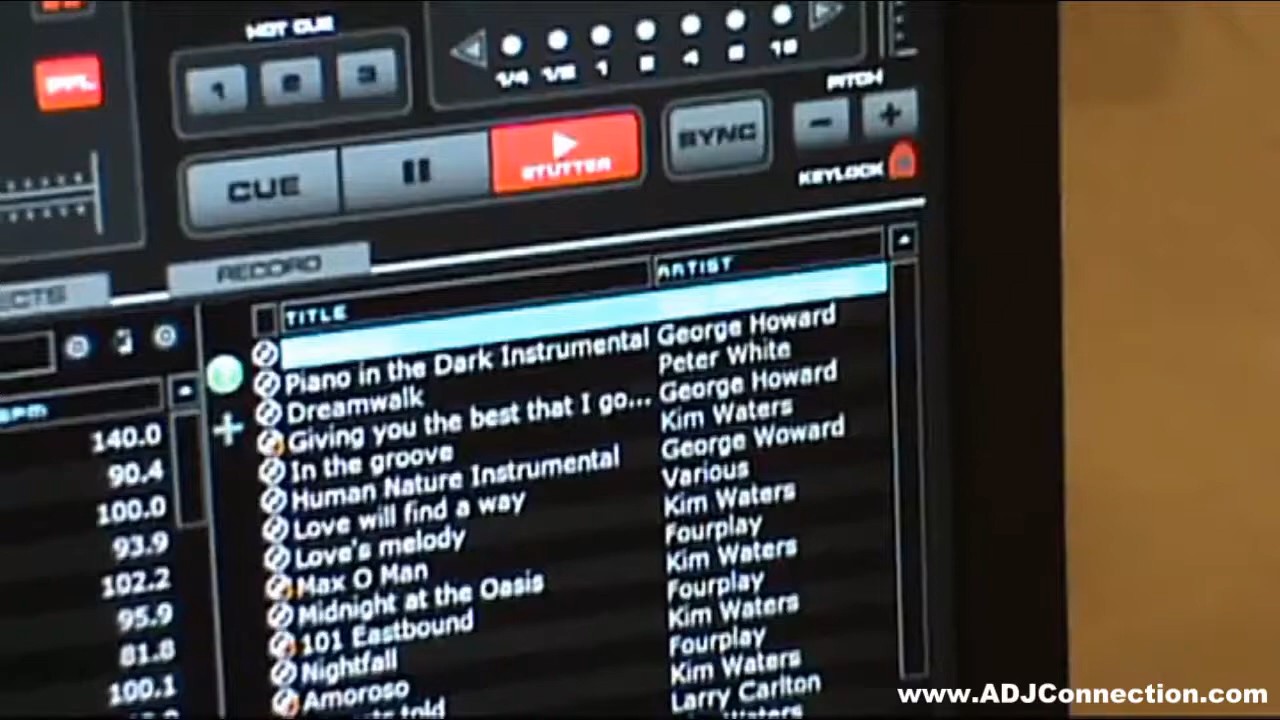 HOT CUE
1 2 3
1/4 1/2 1 2 4 8 16
PITCH
- +
CUE
STUTTER
SYNC
KEYLOCK
RECORD
TITLE ARTIST
Piano in the Dark Instrumental George Howard
Dreamwalk Peter White
Giving you the best that I go... George Howard
In the groove Kim Waters
Human Nature Instrumental George Woward
Love will find a way Various
Love's melody Kim Waters
Max O Man Fourplay
Midnight at the Oasis Kim Waters
101 Eastbound Fourplay
Nightfall Kim Waters
Amoroso Fourplay
told Kim Waters
Larry Carlton
BPM
140.0
90.4
100.0
93.9
102.2
95.9
81.8
100.1
www.ADJConnection.com